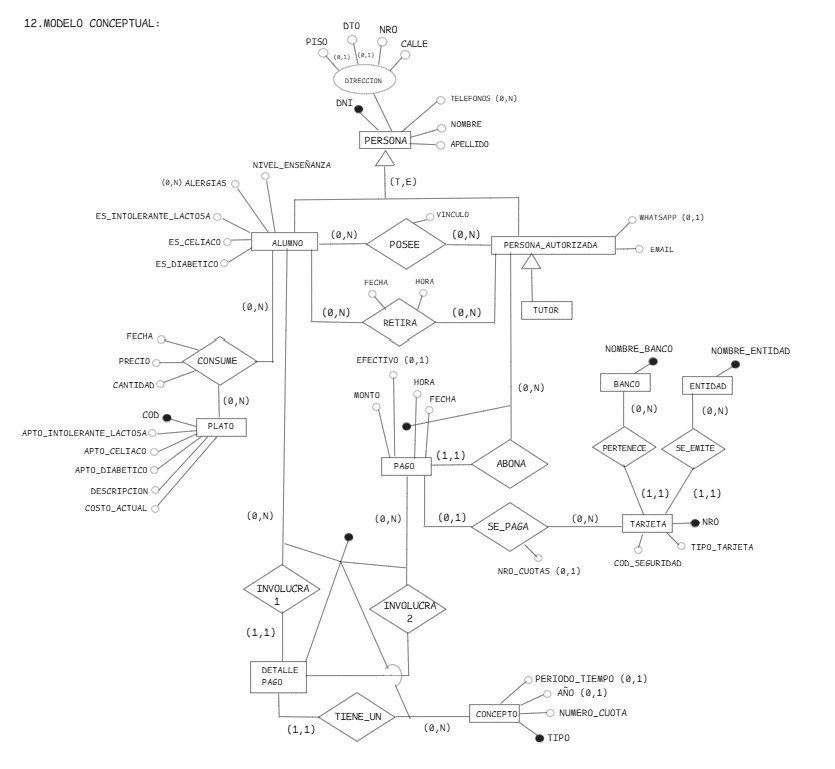 12.MODELO CONCEPTUAL:
DTO
NRO
PISO
CALLE
(0,1)
(0,1)
DIRECCION
DNI
TELEFONOS (0,N)
NOMBRE
PERSONA
APELLIDO
NIVEL_ENSEÑANZA
(0,N) ALERGIAS
(T,E)
ES_INTOLERANTE_LACTOSA
VINCULO
WHATSAPP (0,1)
(0,N)
(0,N)
ES_CELIACO
ALUMNO
POSEE
PERSONA_AUTORIZADA
EMAIL
ES_DIABETICO
FECHA
HORA
(0,N)
(0,N)
(0,N)
TUTOR
RETIRA
FECHA
NOMBRE_BANCO
NOMBRE_ENTIDAD
PRECIO
CONSUME
EFECTIVO (0,1)
CANTIDAD
HORA
BANCO
ENTIDAD
(0,N)
MONTO
FECHA
(0,N)
(0,N)
(0,N)
COD
PLATO
APTO_INTOLERANTE_LACTOSA
APTO_CELIACO
PERTENECE
SE_EMITE
(1,1)
APTO_DIABETICO
PAGO
ABONA
DESCRIPCION
(1,1)
(1,1)
COSTO_ACTUAL
(0,N)
(0,N)
(0,1)
SE_PAGA
(0,N)
TARJETA
NRO
TIPO_TARJETA
COD_SEGURIDAD
NRO_CUOTAS (0,1)
INVOLUCRA
1
INVOLUCRA
2
(1,1)
DETALLE
PAGO
PERIODO_TIEMPO (0,1)
AÑO (0,1)
TIENE_UN
CONCEPTO
NUMERO_CUOTA
(1,1)
(0,N)
TIPO